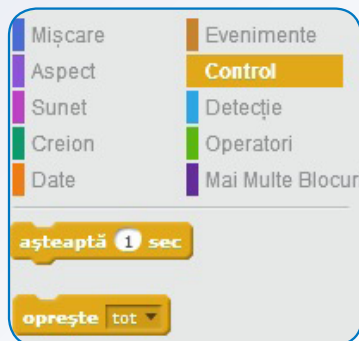 Mișcare
Aspect
Sunet
Creion
Date
Evenimente
Control
Detecție
Operatori
Mai Multe Blocur
așteaptă 1 sec
oprește tot